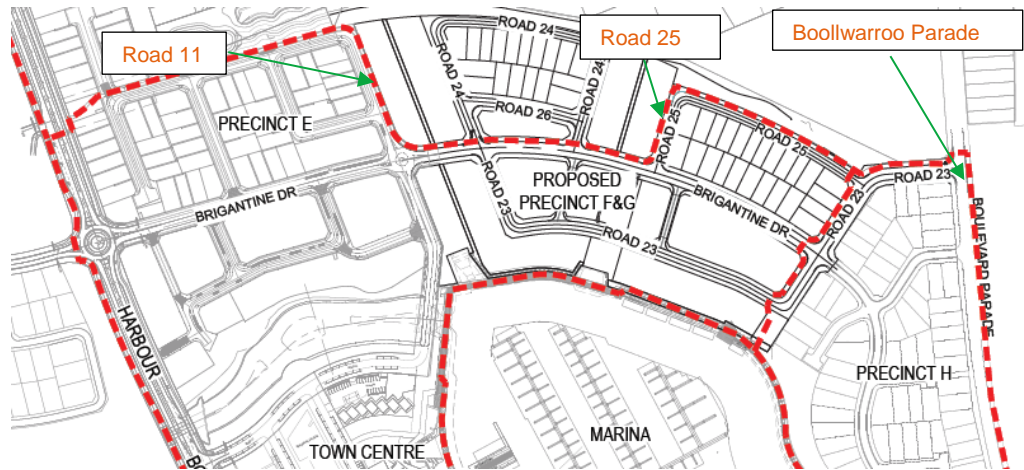 Road 11
Road 25
Boollwarroo Parade
ROAD 24
ROAD 24
ROAD 24
ROAD 26
PRECINCT E
ROAD 25
ROAD 25
PROPOSED
PRECINCT F&G
ROAD 23
BRIGANTINE DR
BRIGANTINE DR
ROAD 23
ROAD 23
ROAD 23
BOULEVARD PARADE
HARBOUR
PRECINCT H
MARINA
TOWN CENTRE